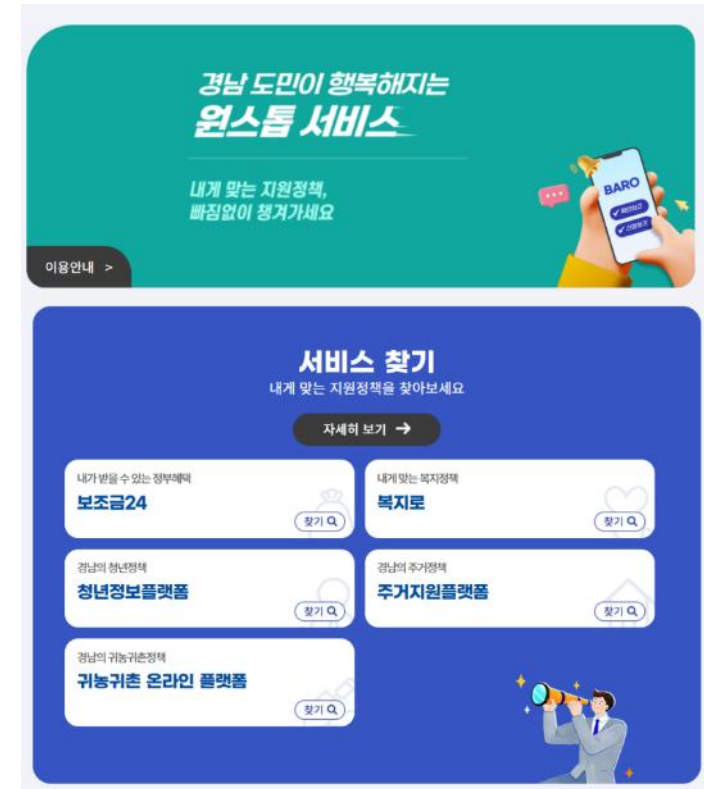 경남 도민이 행복해지는
원스톱 서비스
내게 맞는 지원정책,
빠짐없이 챙겨가세요
BARO
이용안내 >
서비스 찾기
내게 맞는 지원정책을 찾아보세요
자세히 보기 →
내가 받을 수 있는 정부혜택
보조금24
찾기
내게 맞는 복지정책
복지로
찾기
경남의 청년정책
청년정보플랫폼
찾기
경남의 주거정책
주거지원플랫폼
찾기
경남의 귀농귀촌정책
귀농귀촌 온라인 플랫폼
찾기